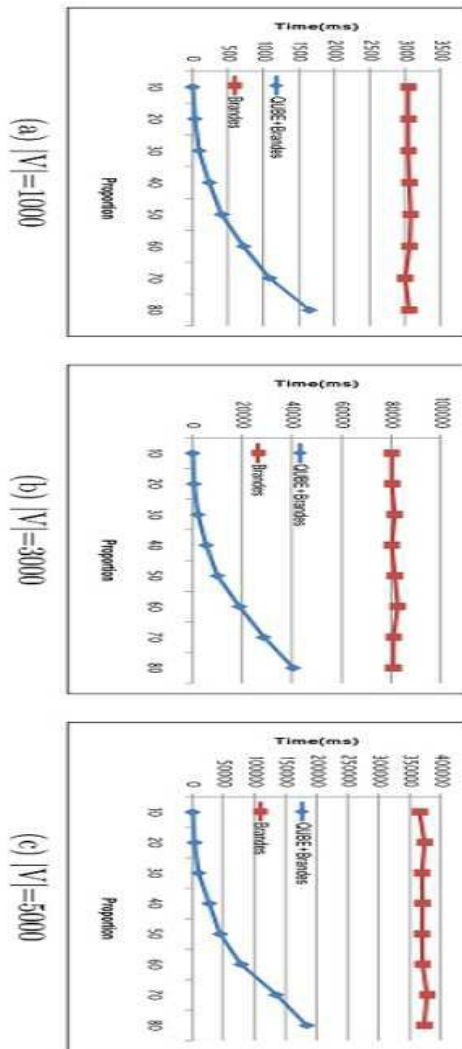 Time(ms)
3500
3000
2500
2000
1500
1000
500
0
QUBE+Brandes
Brandes
10 20 30 40 50 60 70 80
Proportion
(a) |V|=1000
Time(ms)
100000
80000
60000
40000
20000
0
QUBE+Brandes
Brandes
10 20 30 40 50 60 70 80
Proportion
(b) |V|=3000
Time(ms)
400000
350000
300000
250000
200000
150000
100000
50000
0
QUBE+Brandes
Brandes
10 20 30 40 50 60 70 80
Proportion
(c) |V|=5000